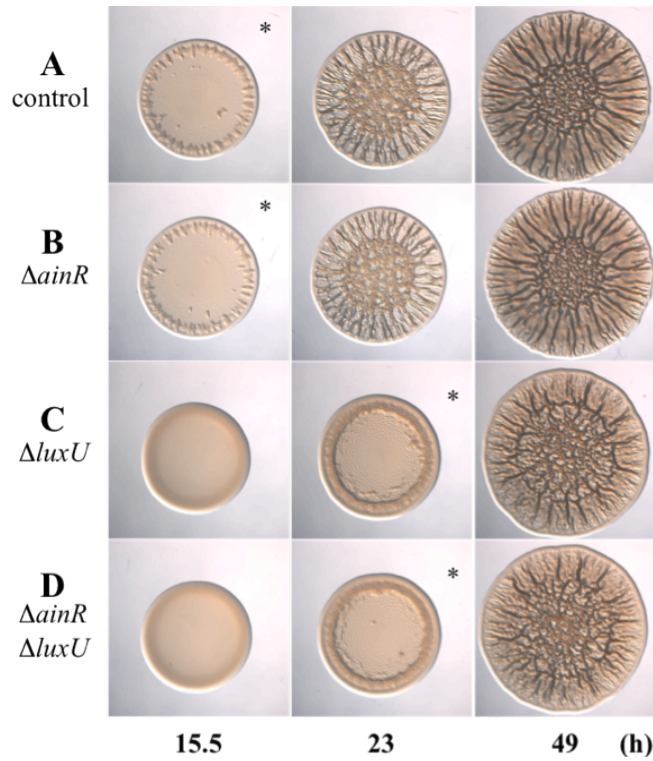 A
control
*
B
ΔainR
*
C
ΔluxU
*
D
ΔainR
ΔluxU
*
15.5 23 49 (h)